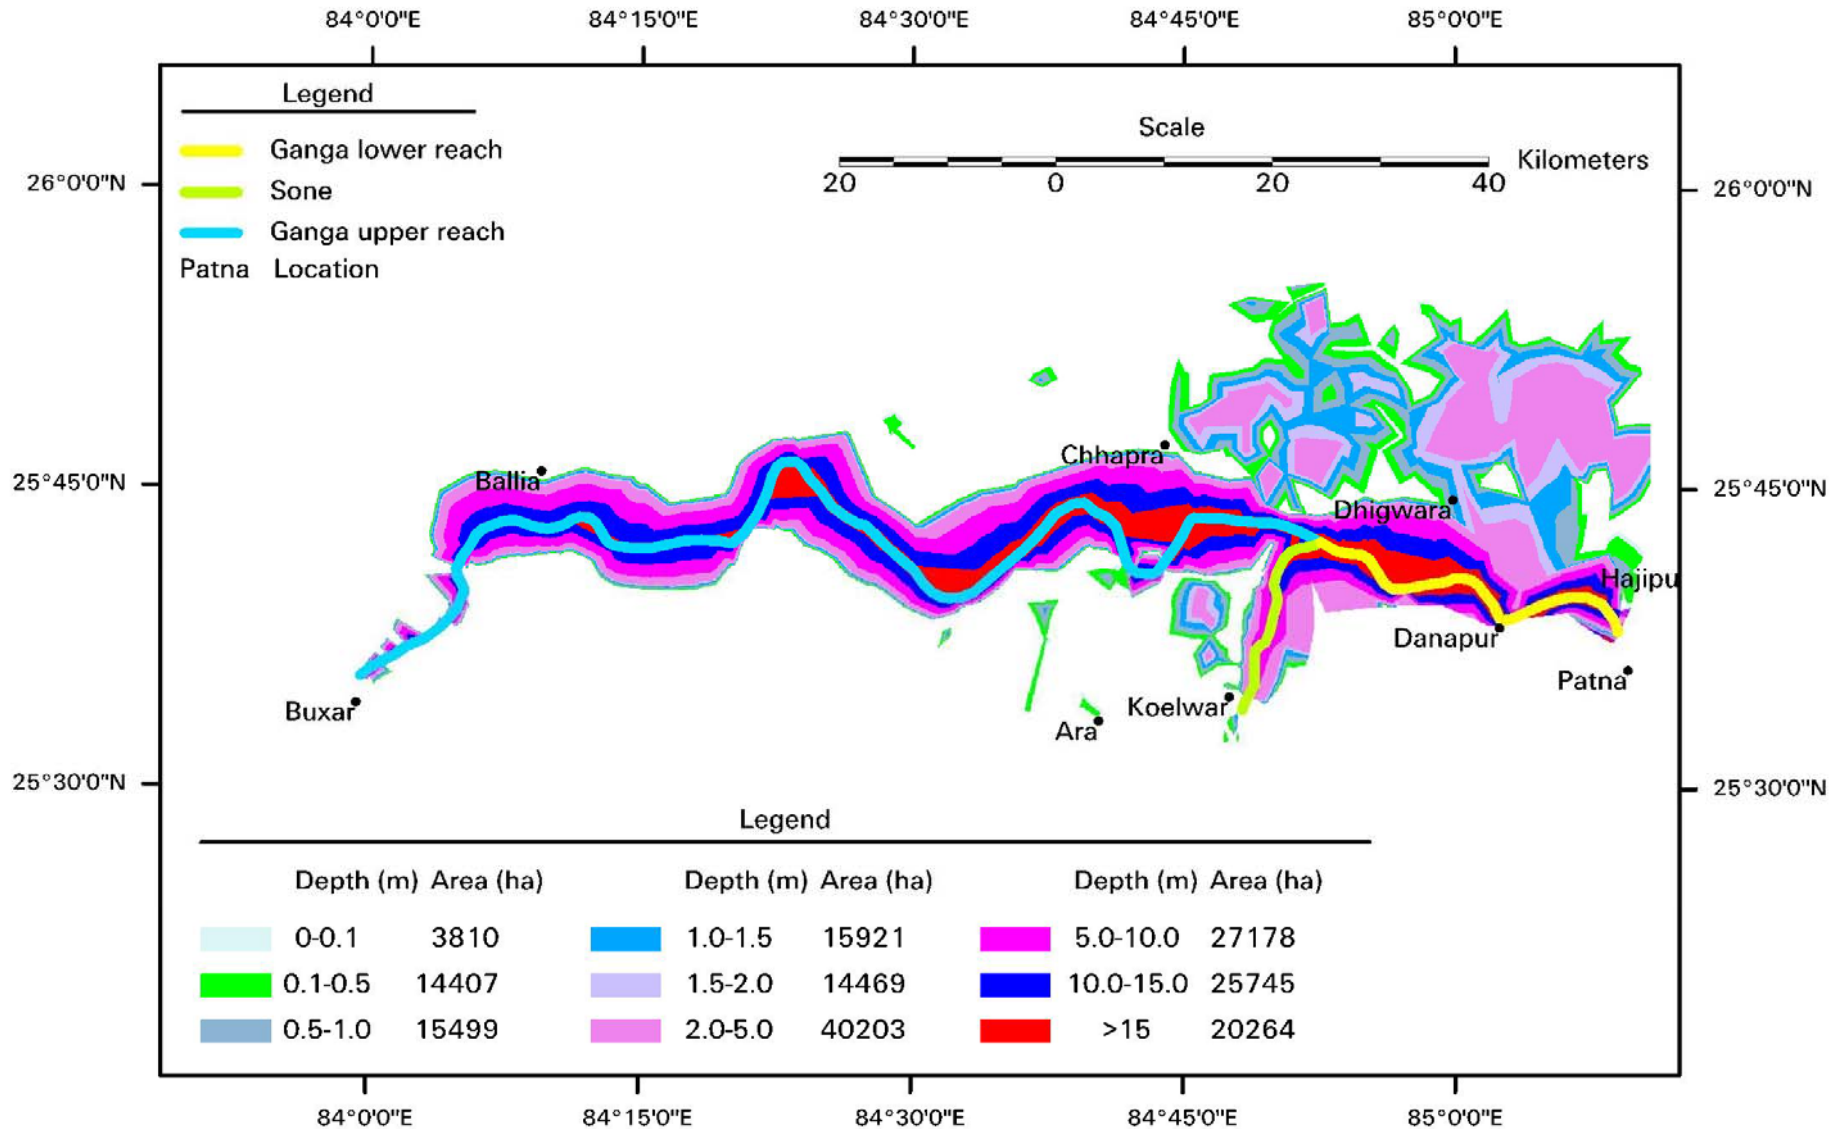 84°0'0"E 84°15'0"E 84°30'0"E 84°45'0"E 85°0'0"E
Legend
Ganga lower reach
Sone
Ganga upper reach
Patna Location
Scale
20 0 20 40 Kilometers
26°0'0"N 26°0'0"N
25°45'0"N 25°45'0"N
25°30'0"N 25°30'0"N
Chhapra
Ballia
Dhigwara
Hajipu
Danapur
Patna
Buxar
Koelwar
Ara
Legend
Depth (m) Area (ha) Depth (m) Area (ha) Depth (m) Area (ha)
0-0.1 3810 1.0-1.5 15921 5.0-10.0 27178
0.1-0.5 14407 1.5-2.0 14469 10.0-15.0 25745
0.5-1.0 15499 2.0-5.0 40203 >15 20264
84°0'0"E 84°15'0"E 84°30'0"E 84°45'0"E 85°0'0"E